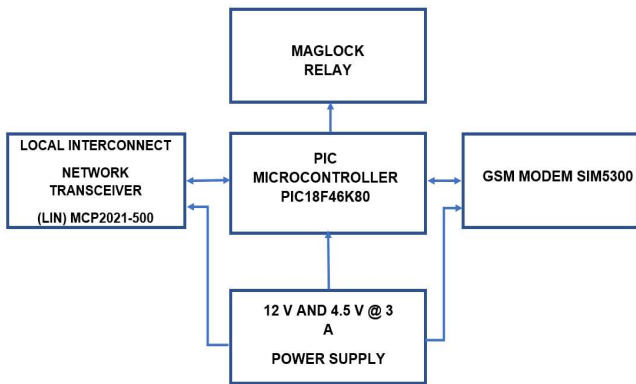 MAGLOCK
RELAY
LOCAL INTERCONNECT
NETWORK
TRANSCEIVER
(LIN) MCP2021-500
PIC
MICROCONTROLLER
PIC18F46K80
GSM MODEM SIM5300
12 V AND 4.5 V @ 3
A
POWER SUPPLY